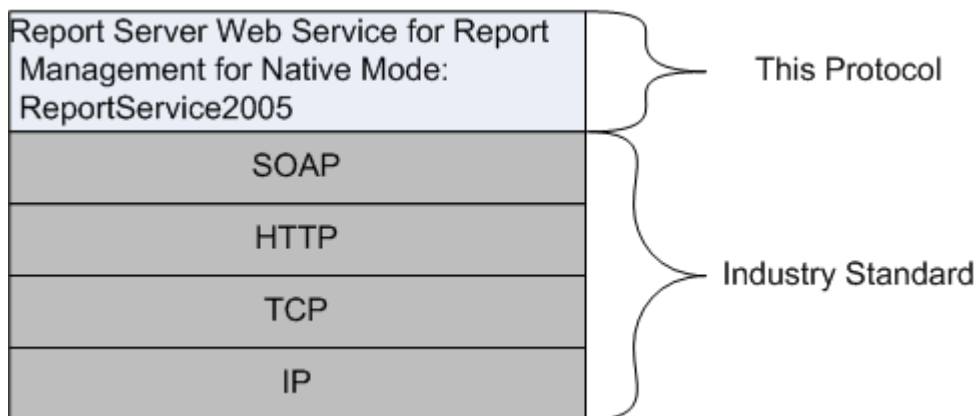 Report Server Web Service for Report
Management for Native Mode:
ReportService2005
This Protocol
SOAP
HTTP
TCP
IP
Industry Standard